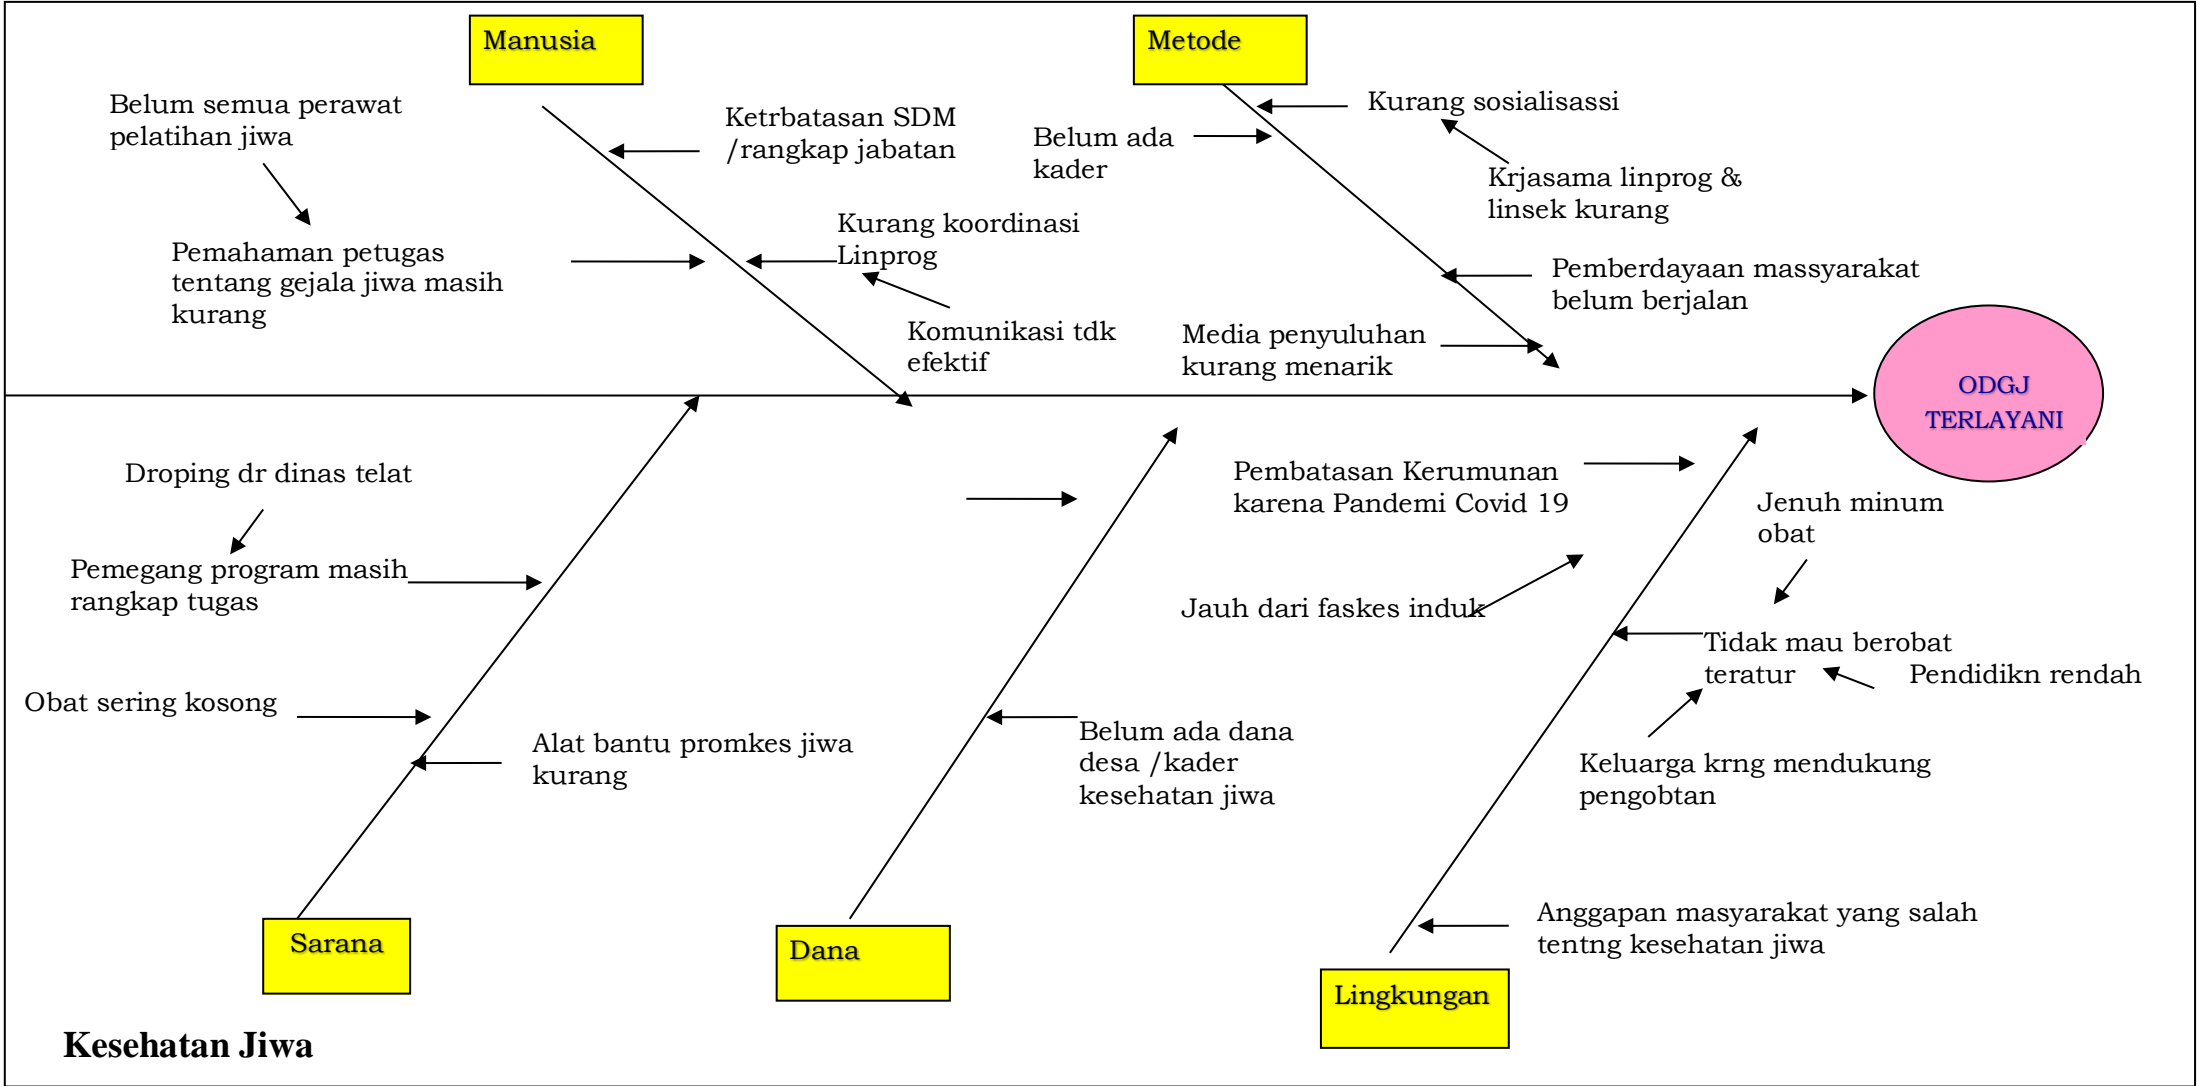 Manusia
Metode
Belum semua perawat
pelatihan jiwa
Ketrbatasan SDM
/rangkap jabatan
Pemahaman petugas
tentang gejala jiwa masih
kurang
Kurang koordinasi
Linprog
Komunikasi tdk
efektif
Belum ada
kader
Kurang sosialisassi
Krjasama linprog &
linsek kurang
Pemberdayaan massyarakat
belum berjalan
Media penyuluhan
kurang menarik
ODGJ
TERLAYANI
Droping dr dinas telat
Pemegang program masih
rangkap tugas
Obat sering kosong
Alat bantu promkes jiwa
kurang
Belum ada dana
desa /kader
kesehatan jiwa
Pembatasan Kerumunan
karena Pandemi Covid 19
Jauh dari faskes induk
Jenuh minum
obat
Tidak mau berobat
teratur
Pendidikn rendah
Keluarga krng mendukung
pengobtan
Anggapan masyarakat yang salah
tentng kesehatan jiwa
Sarana
Dana
Lingkungan
Kesehatan Jiwa